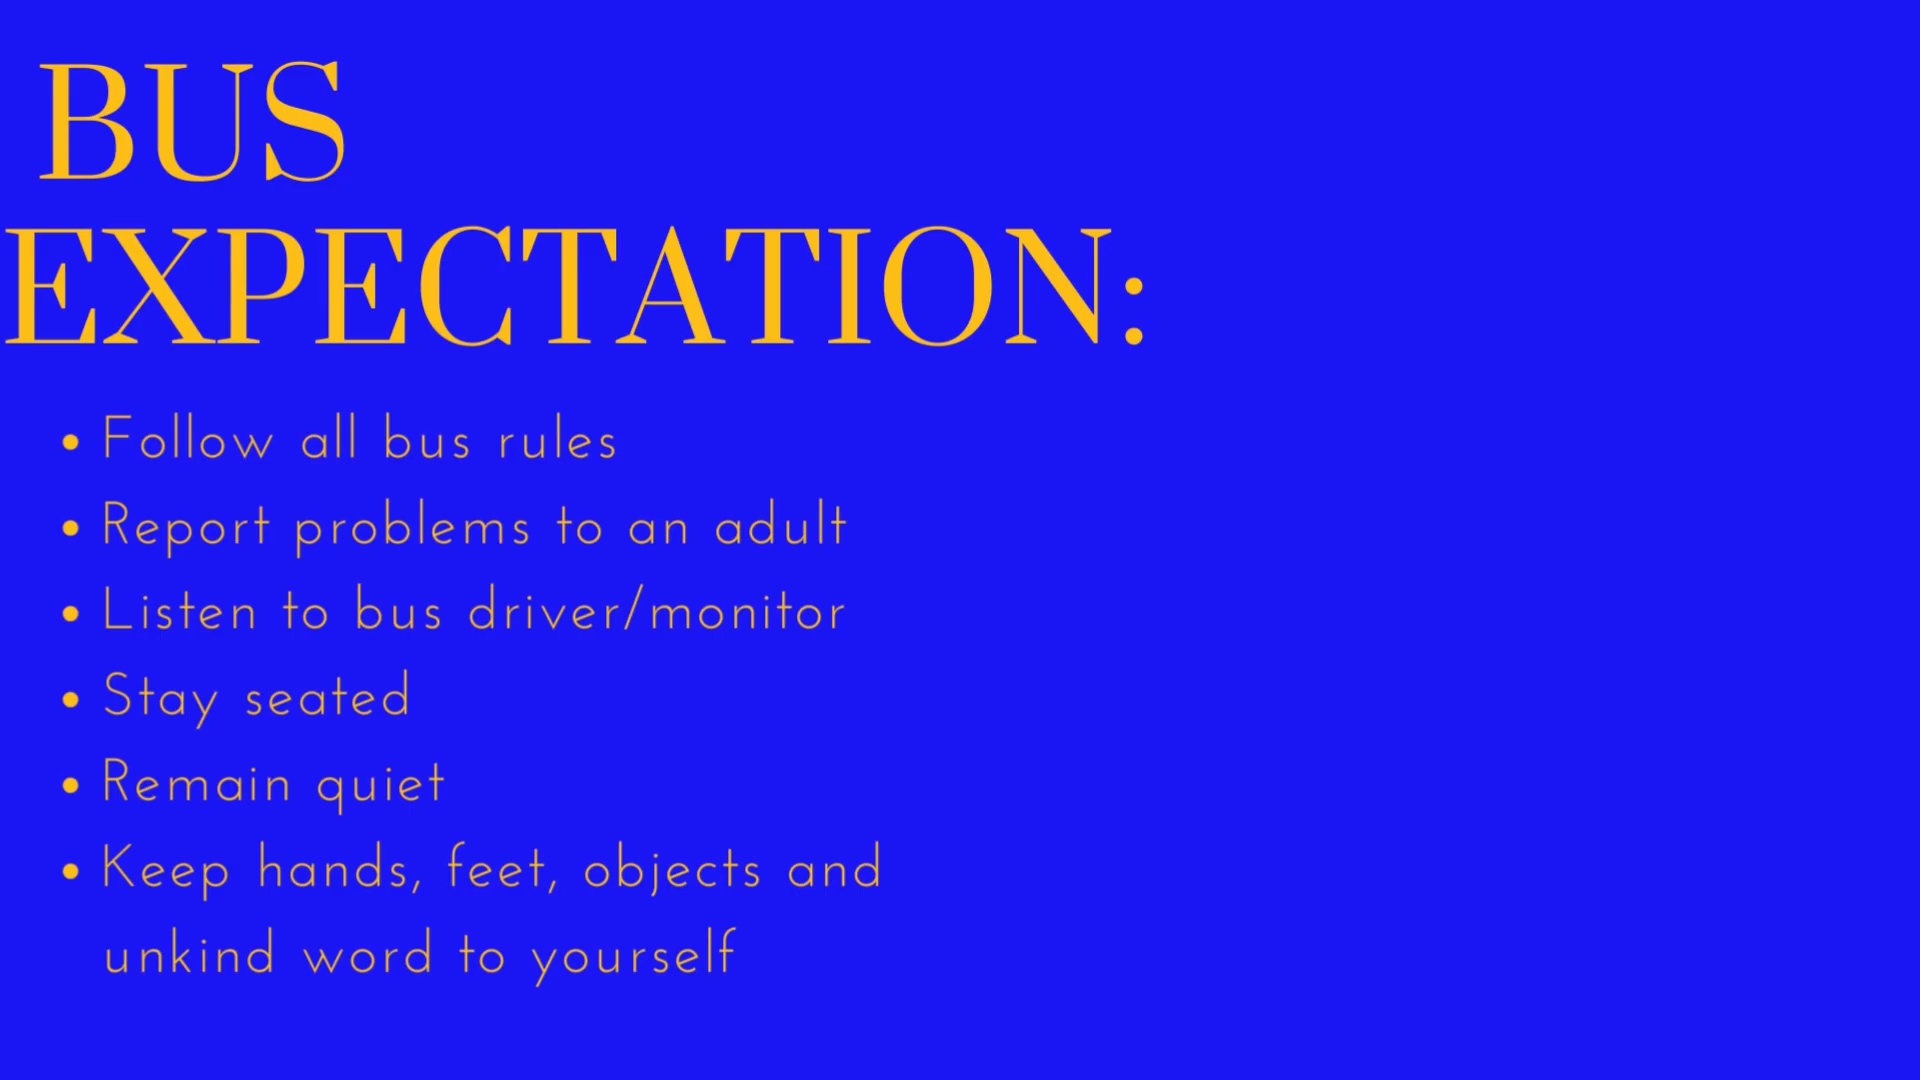 BUS
EXPECTATION:
• Follow all bus rules
• Report problems to an adult
• Listen to bus driver/monitor
• Stay seated
• Remain quiet
• Keep hands, feet, objects and
unkind word to yourself